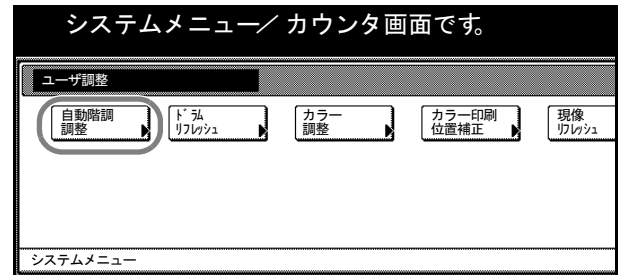 システムメニュー／カウンタ画面です。
ユーザ調整
自動階調
調整
ﾄﾞﾗﾑ
ﾘﾌﾚｯｼｭ
カラー
調整
カラー印刷
位置補正
現像
ﾘﾌﾚｯｼｭ
システムメニュー